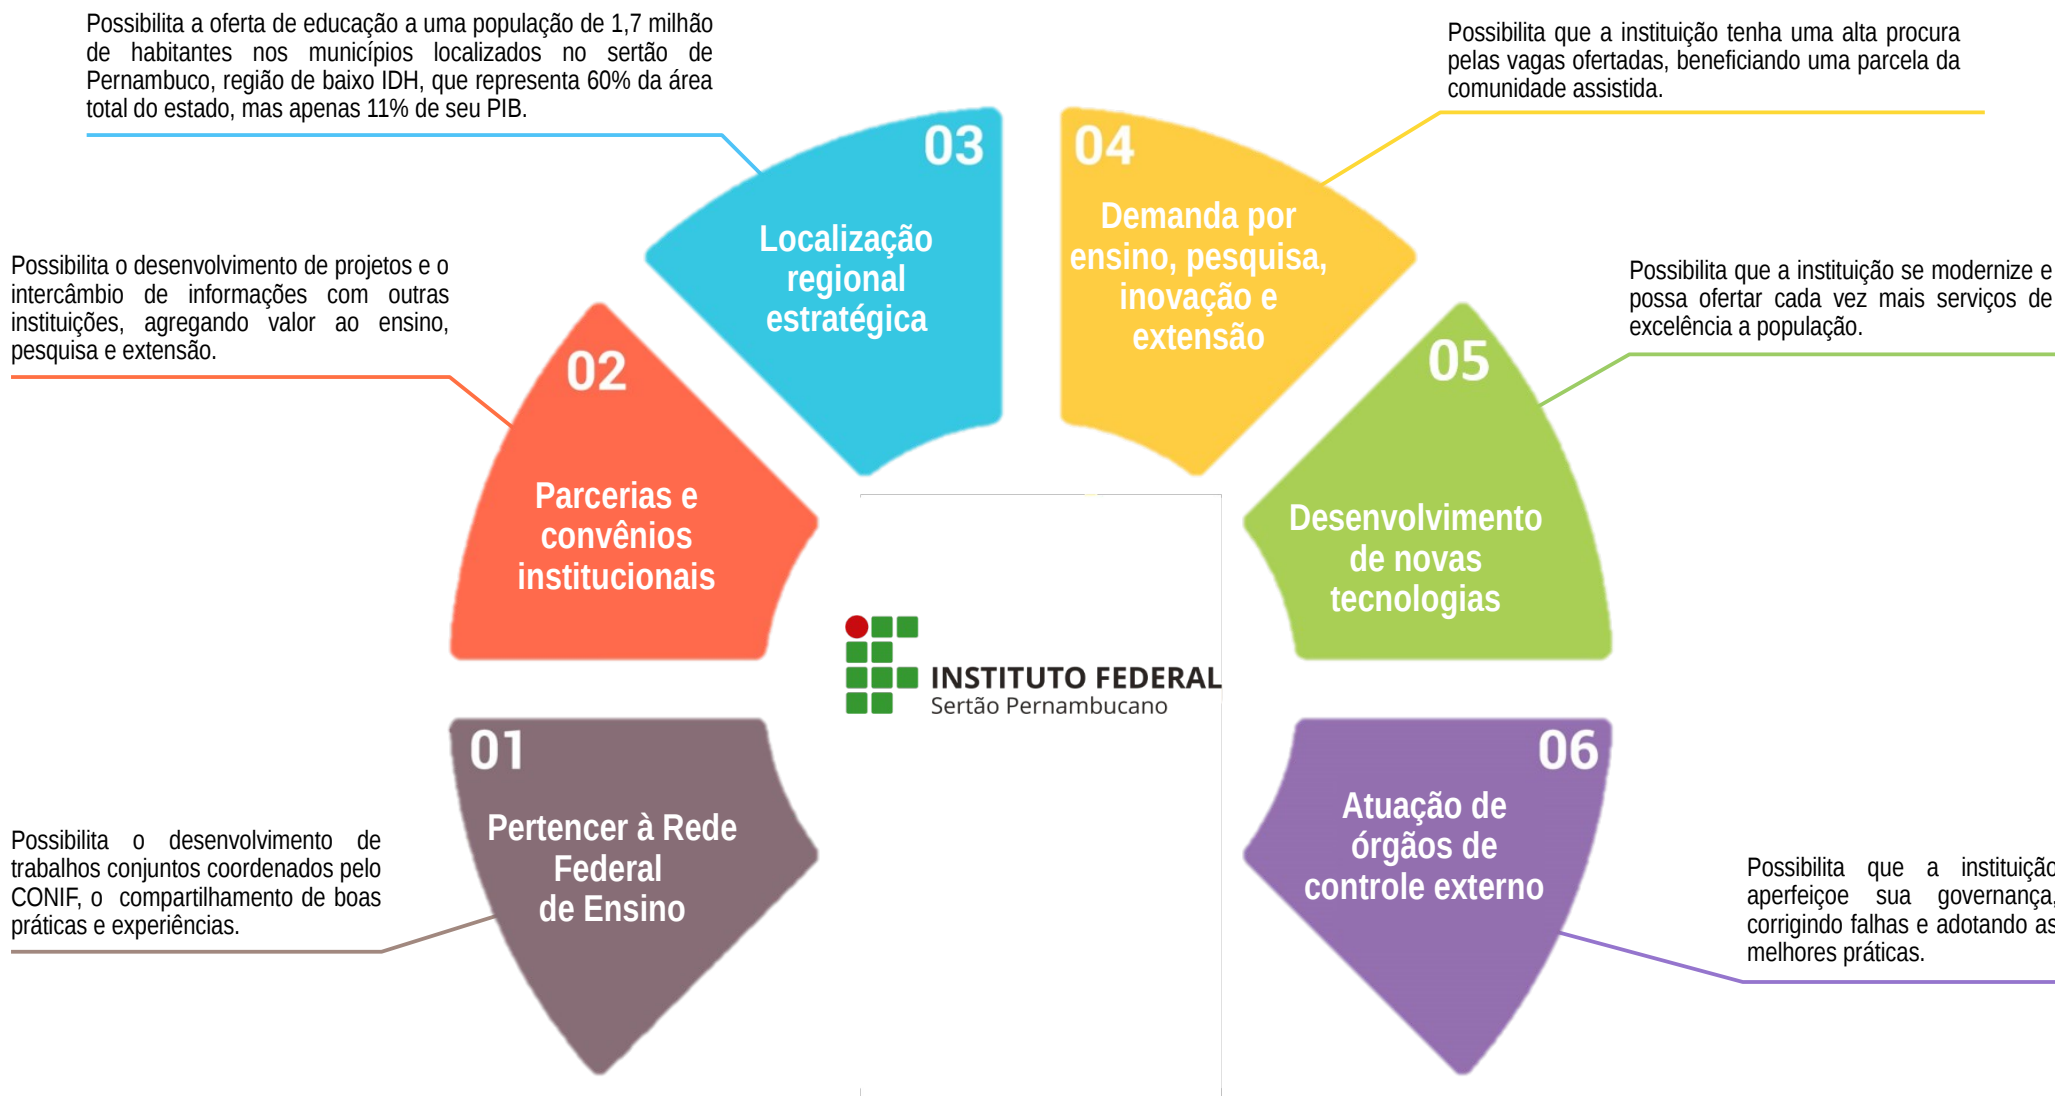 Possibilita a oferta de educação a uma população de 1,7 milhão
de habitantes nos municípios localizados no sertão de
Pernambuco, região de baixo IDH, que representa 60% da área
total do estado, mas apenas 11% de seu PIB.
Possibilita que a instituição tenha uma alta procura
pelas vagas ofertadas, beneficiando uma parcela da
comunidade assistida.
03
Localização
regional
estratégica
04
Demanda por
ensino, pesquisa,
inovação e
extensão
Possibilita o desenvolvimento de projetos e o
intercâmbio de informações com outras
instituições, agregando valor ao ensino,
pesquisa e extensão.
02
Parcerias e
convênios
institucionais
Possibilita que a instituição se modernize e
possa ofertar cada vez mais serviços de
excelência a população.
05
Desenvolvimento
de novas
tecnologias
INSTITUTO FEDERAL
Sertão Pernambucano
01
Pertencer à Rede
Federal
de Ensino
Possibilita o desenvolvimento de
trabalhos conjuntos coordenados pelo
CONIF, o compartilhamento de boas
práticas e experiências.
06
Atuação de
órgãos de
controle externo
Possibilita que a instituição
aperfeiçoe sua governança,
corrigindo falhas e adotando as
melhores práticas.